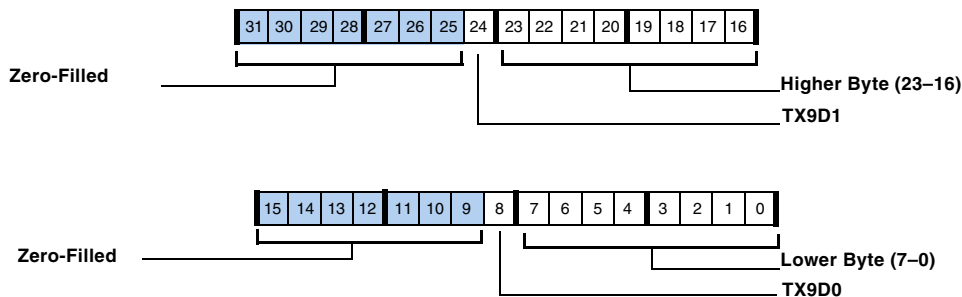 31 30 29 28 27 26 25 24 23 22 21 20 19 18 17 16
Zero-Filled
Higher Byte (23–16)
TX9D1
15 14 13 12 11 10 9 8 7 6 5 4 3 2 1 0
Zero-Filled
Lower Byte (7–0)
TX9D0